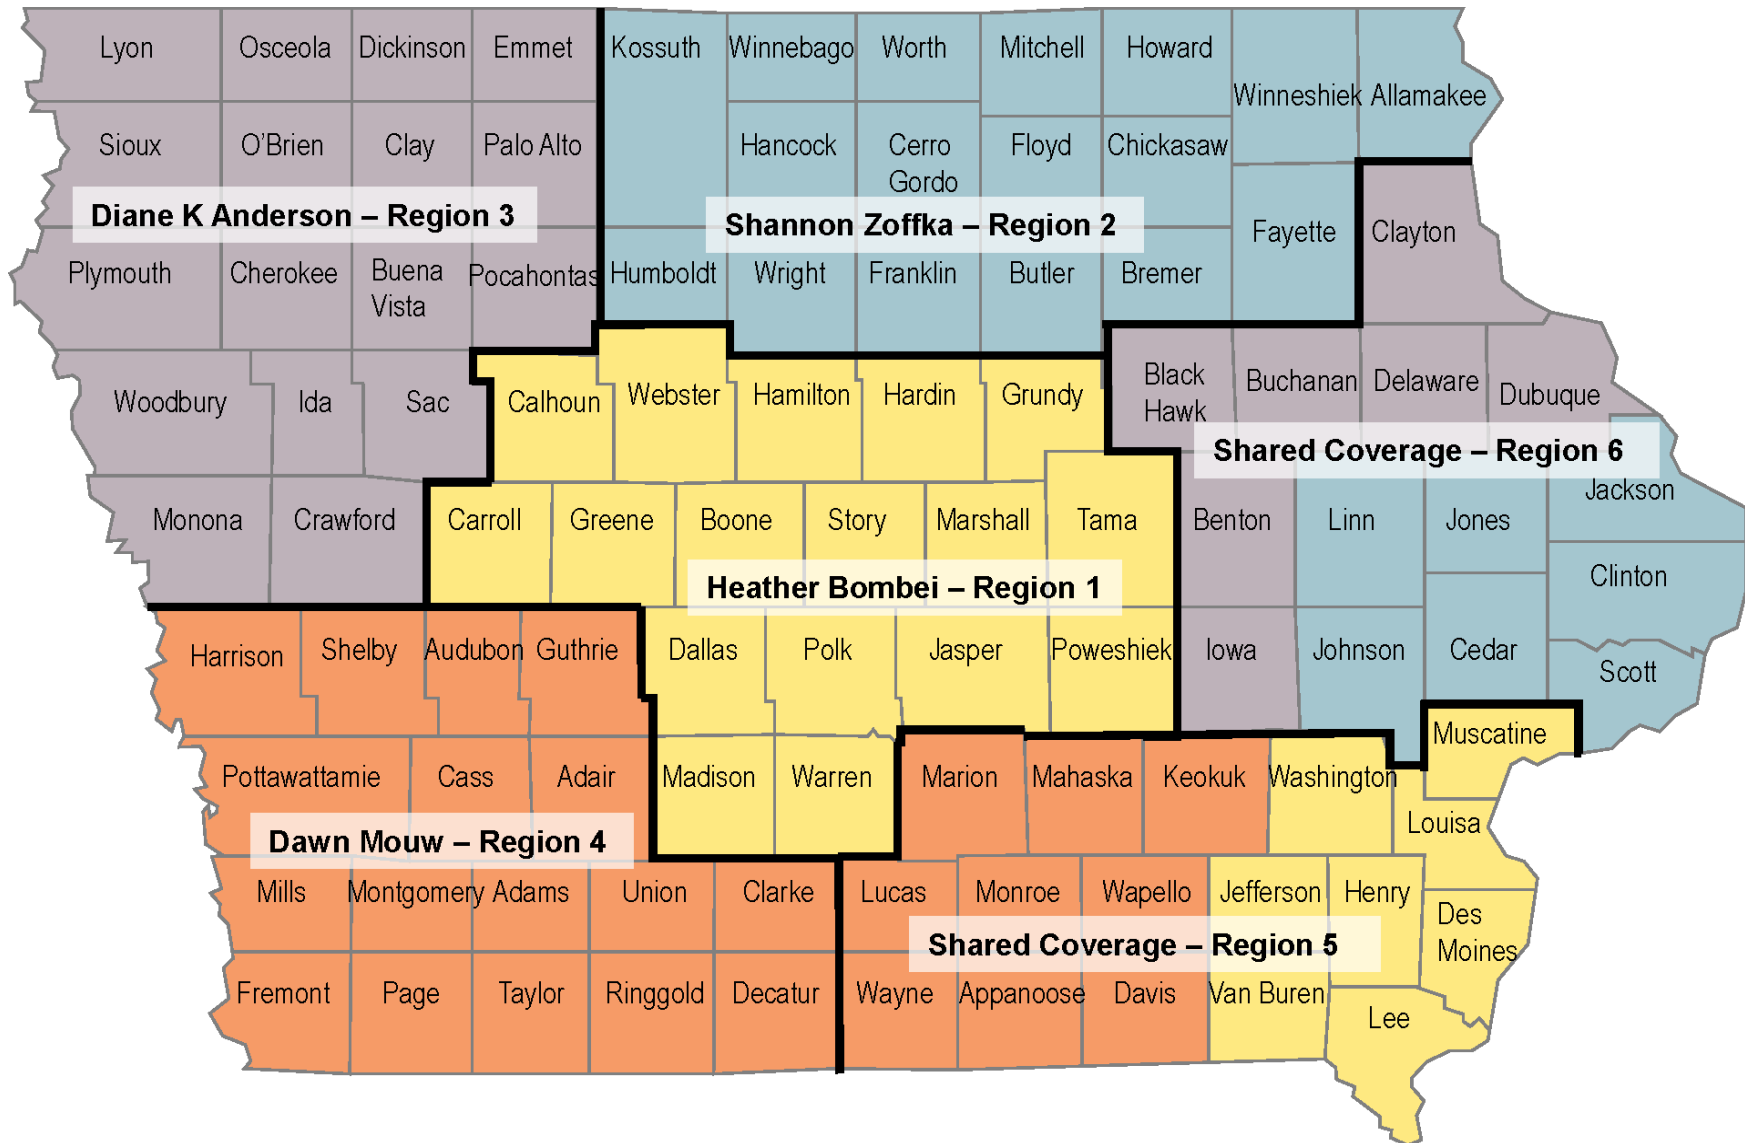 Lyon
Osceola
Dickinson
Emmet
Kossuth
Winnebago
Worth
Mitchell
Howard
Winneshiek
Allamakee
Sioux
O’Brien
Clay
Palo Alto
Hancock
Cerro
Gordo
Floyd
Chickasaw
Diane K Anderson – Region 3
Shannon Zoffka – Region 2
Fayette
Clayton
Plymouth
Cherokee
Buena
Vista
Pocahontas
Humboldt
Wright
Franklin
Butler
Bremer
Woodbury
Ida
Sac
Calhoun
Webster
Hamilton
Hardin
Grundy
Black
Hawk
Buchanan
Delaware
Dubuque
Shared Coverage – Region 6
Jackson
Monona
Crawford
Carroll
Greene
Boone
Story
Marshall
Tama
Benton
Linn
Jones
Clinton
Heather Bombei – Region 1
Harrison
Shelby
Audubon
Guthrie
Dallas
Polk
Jasper
Poweshiek
Iowa
Johnson
Cedar
Scott
Muscatine
Pottawattamie
Cass
Adair
Madison
Warren
Marion
Mahaska
Keokuk
Washington
Louisa
Dawn Mouw – Region 4
Mills
Montgomery
Adams
Union
Clarke
Lucas
Monroe
Wapello
Jefferson
Henry
Des
Moines
Shared Coverage – Region 5
Fremont
Page
Taylor
Ringgold
Decatur
Wayne
Appanoose
Davis
Van Buren
Lee